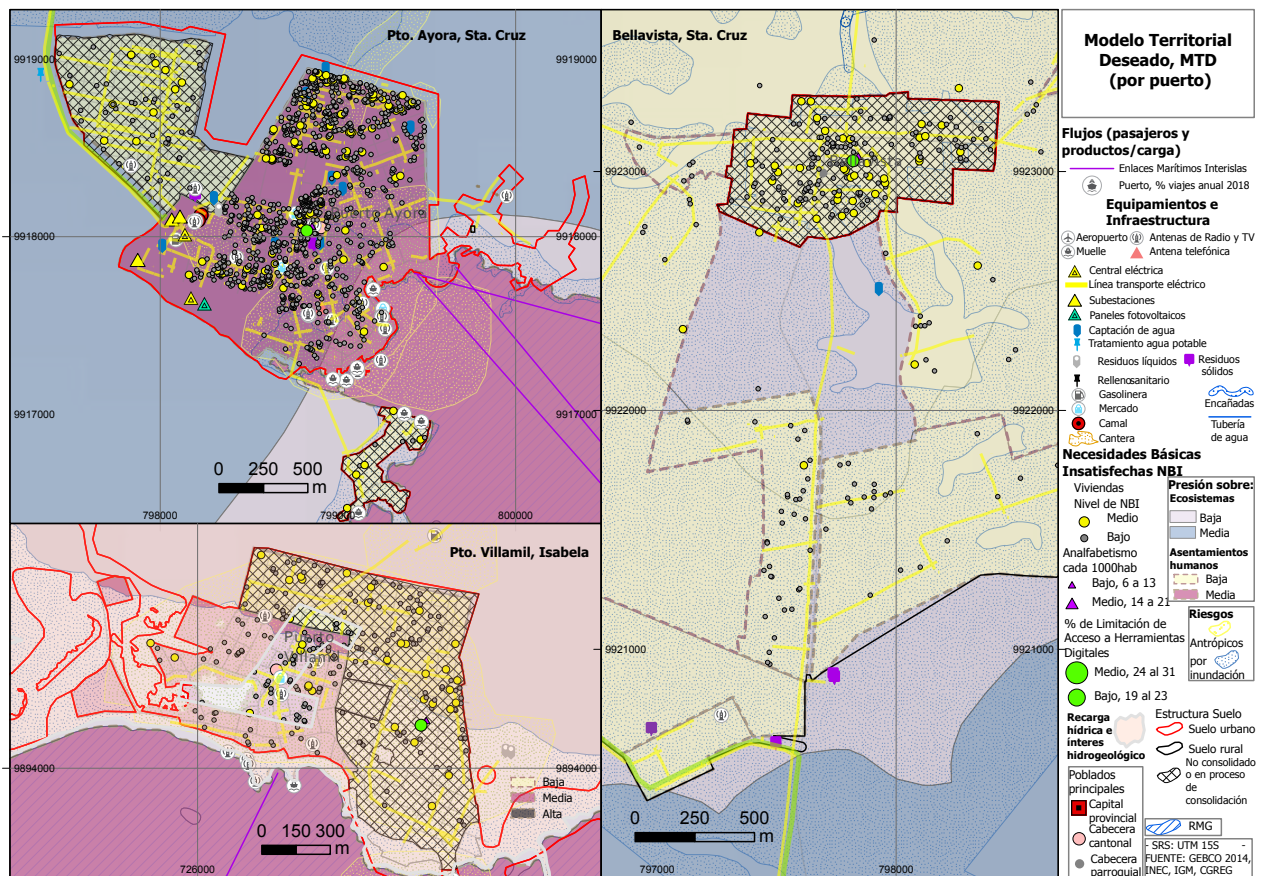 Pto. Ayora, Sta. Cruz
9919000
9919000
9918000
9918000
9917000
9917000
Puerto Ayora
0 250 500
m
798000
799000
800000
Bellavista, Sta. Cruz
9923000
9923000
9922000
9922000
9921000
9921000
0 250 500
m
797000
798000
Pto. Villamil, Isabela
Puerto
Villamil
9894000
9894000
Baja
Media
Alta
0 150 300
m
726000
Modelo Territorial
Deseado, MTD
(por puerto)
Flujos (pasajeros y
productos/carga)
Enlaces Marítimos Interislas
Puerto, % viajes anual 2018
Equipamientos e
Infraestructura
Aeropuerto
Antenas de Radio y TV
Muelle
Antena telefónica
Central eléctrica
Línea transporte eléctrico
Subestaciones
Paneles fotovoltaicos
Captación de agua
Tratamiento agua potable
Residuos líquidos
Residuos
sólidos
Rellenosanitario
Gasolinera
Mercado
Camal
Cantera
Encañadas
Tubería
de agua
Necesidades Básicas
Insatisfechas NBI
Viviendas
Nivel de NBI
Medio
Bajo
Analfabetismo
cada 1000hab
Bajo, 6 a 13
Medio, 14 a 21
% de Limitación de
Acceso a Herramientas
Digitales
Medio, 24 al 31
Bajo, 19 al 23
Presión sobre:
Ecosistemas
Baja
Media
Asentamientos
humanos
Baja
Media
Riesgos
Antrópicos
por
inundación
Recarga
hídrica e
ínteres
hidrogeológico
Estructura Suelo
Suelo urbano
Suelo rural
No consolidado
o en proceso
de
consolidación
Poblados
principales
Capital
provincial
Cabecera
cantonal
Cabecera
parroquial
RMG
- SRS: UTM 15S -
FUENTE: GEBCO 2014,
INEC, IGM, CGREG